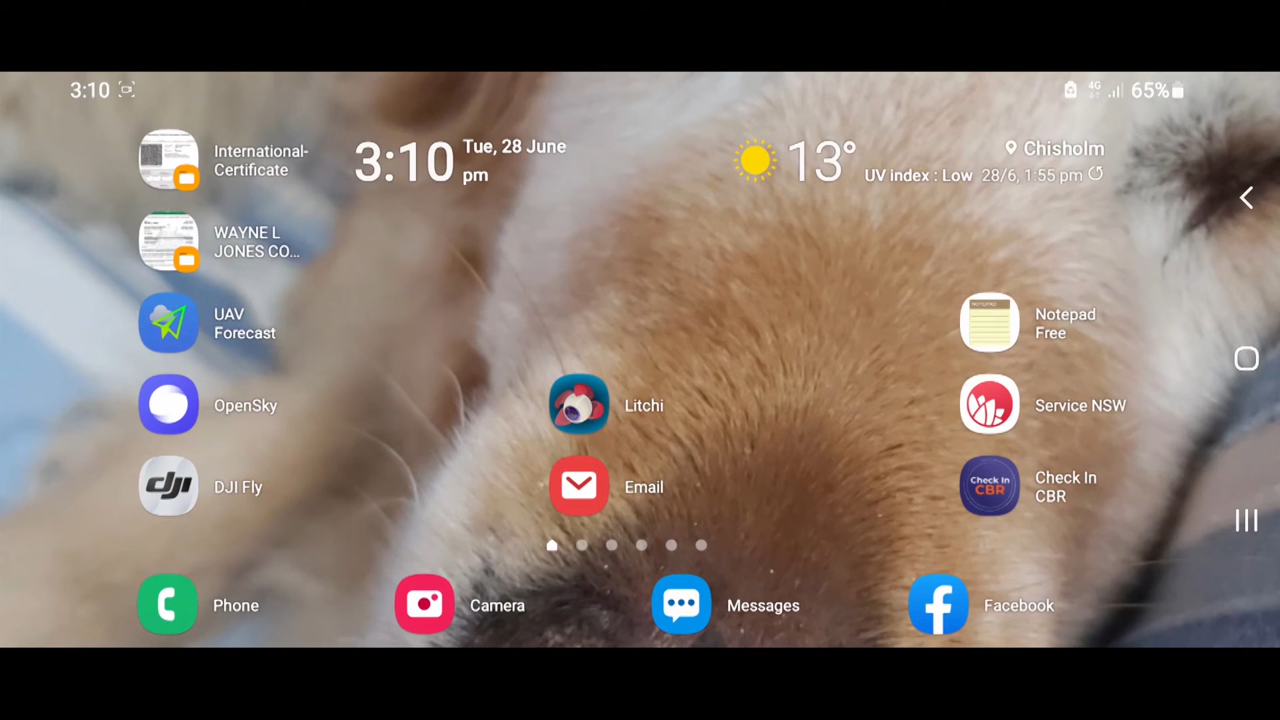 3:10
4G
65%
International-
Certificate
3:10
Tue, 28 June
pm
13°
Chisholm
UV index : Low 28/6, 1:55 pm
WAYNE L
JONES CO...
UAV
Forecast
NOTEPAD
Notepad
Free
OpenSky
Litchi
Service NSW
dji
DJI Fly
Email
Check In
CBR
Check In
CBR
Phone
Camera
Messages
Facebook